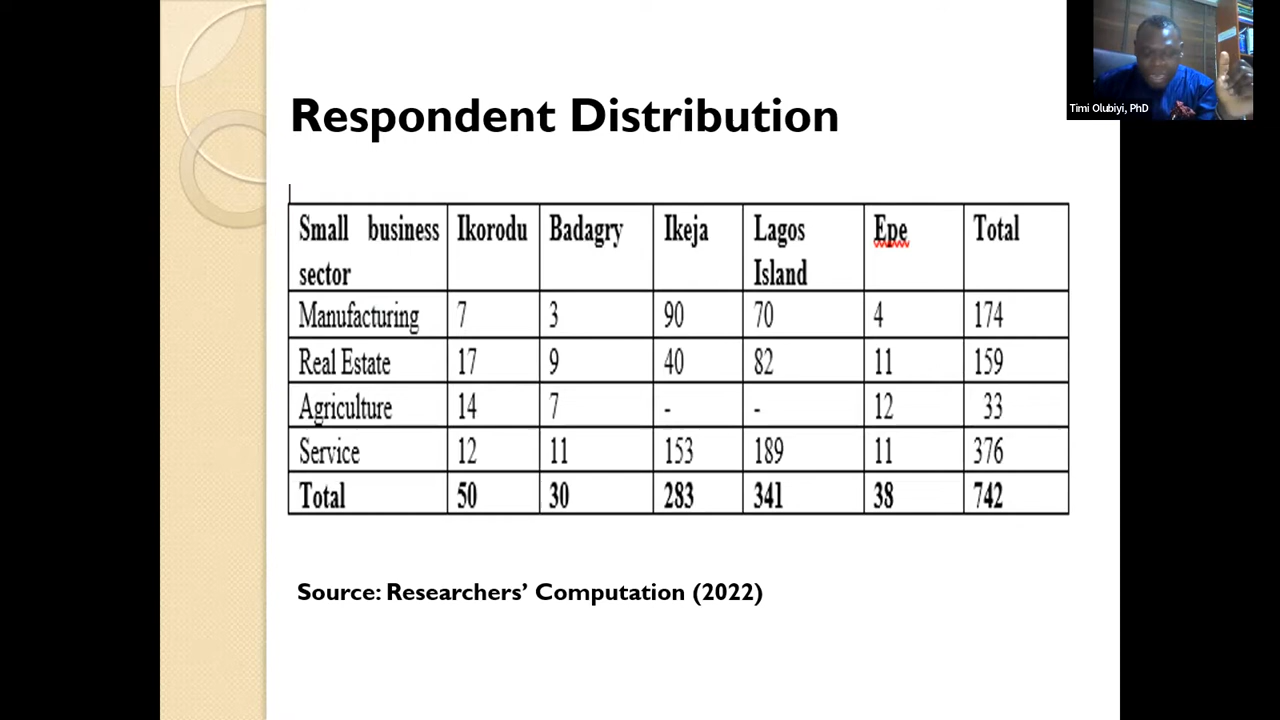 Timi Olubiyi, PhD
Respondent Distribution
Small business sector Ikorodu Badagry Ikeja Lagos Island Epe Total
Manufacturing 7 3 90 70 4 174
Real Estate 17 9 40 82 11 159
Agriculture 14 7 - - 12 33
Service 12 11 153 189 11 376
Total 50 30 283 341 38 742
Source: Researchers’ Computation (2022)